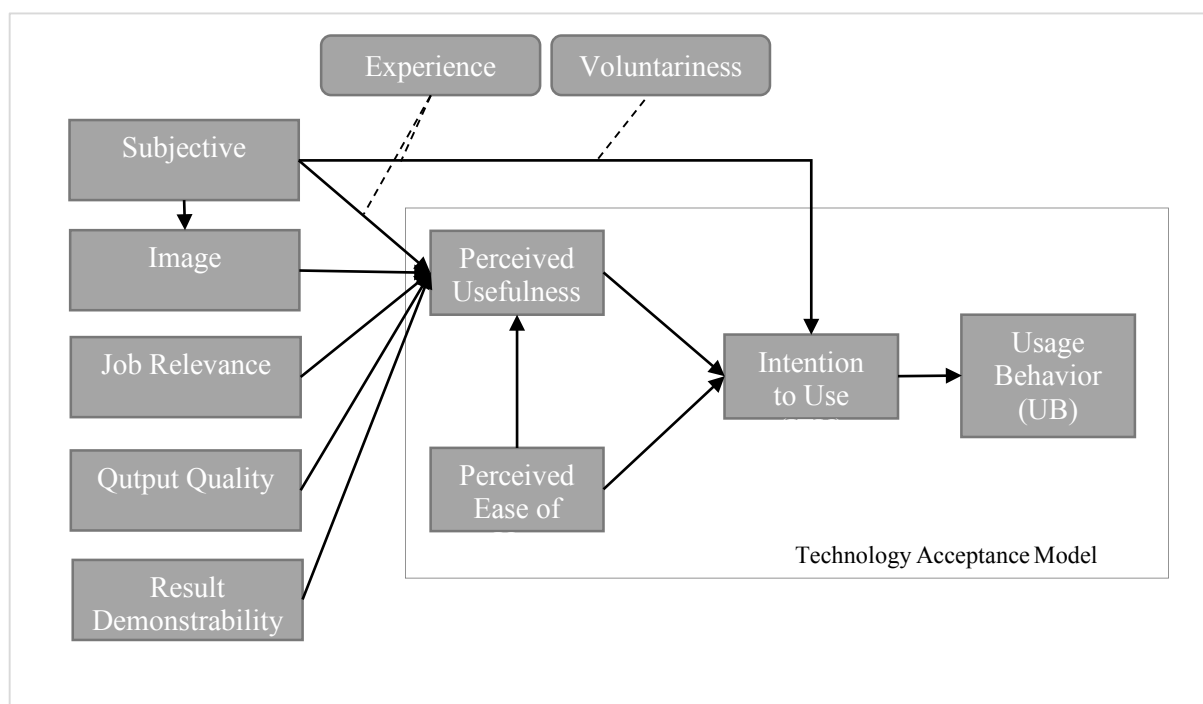 Experience
Voluntariness
Subjective
Image
Perceived
Usefulness
Job Relevance
Intention
to Use
Usage
Behavior
(UB)
Qutput Quality
Perceived
Ease of
Technology Acceptance Model
Result
Demonstrability